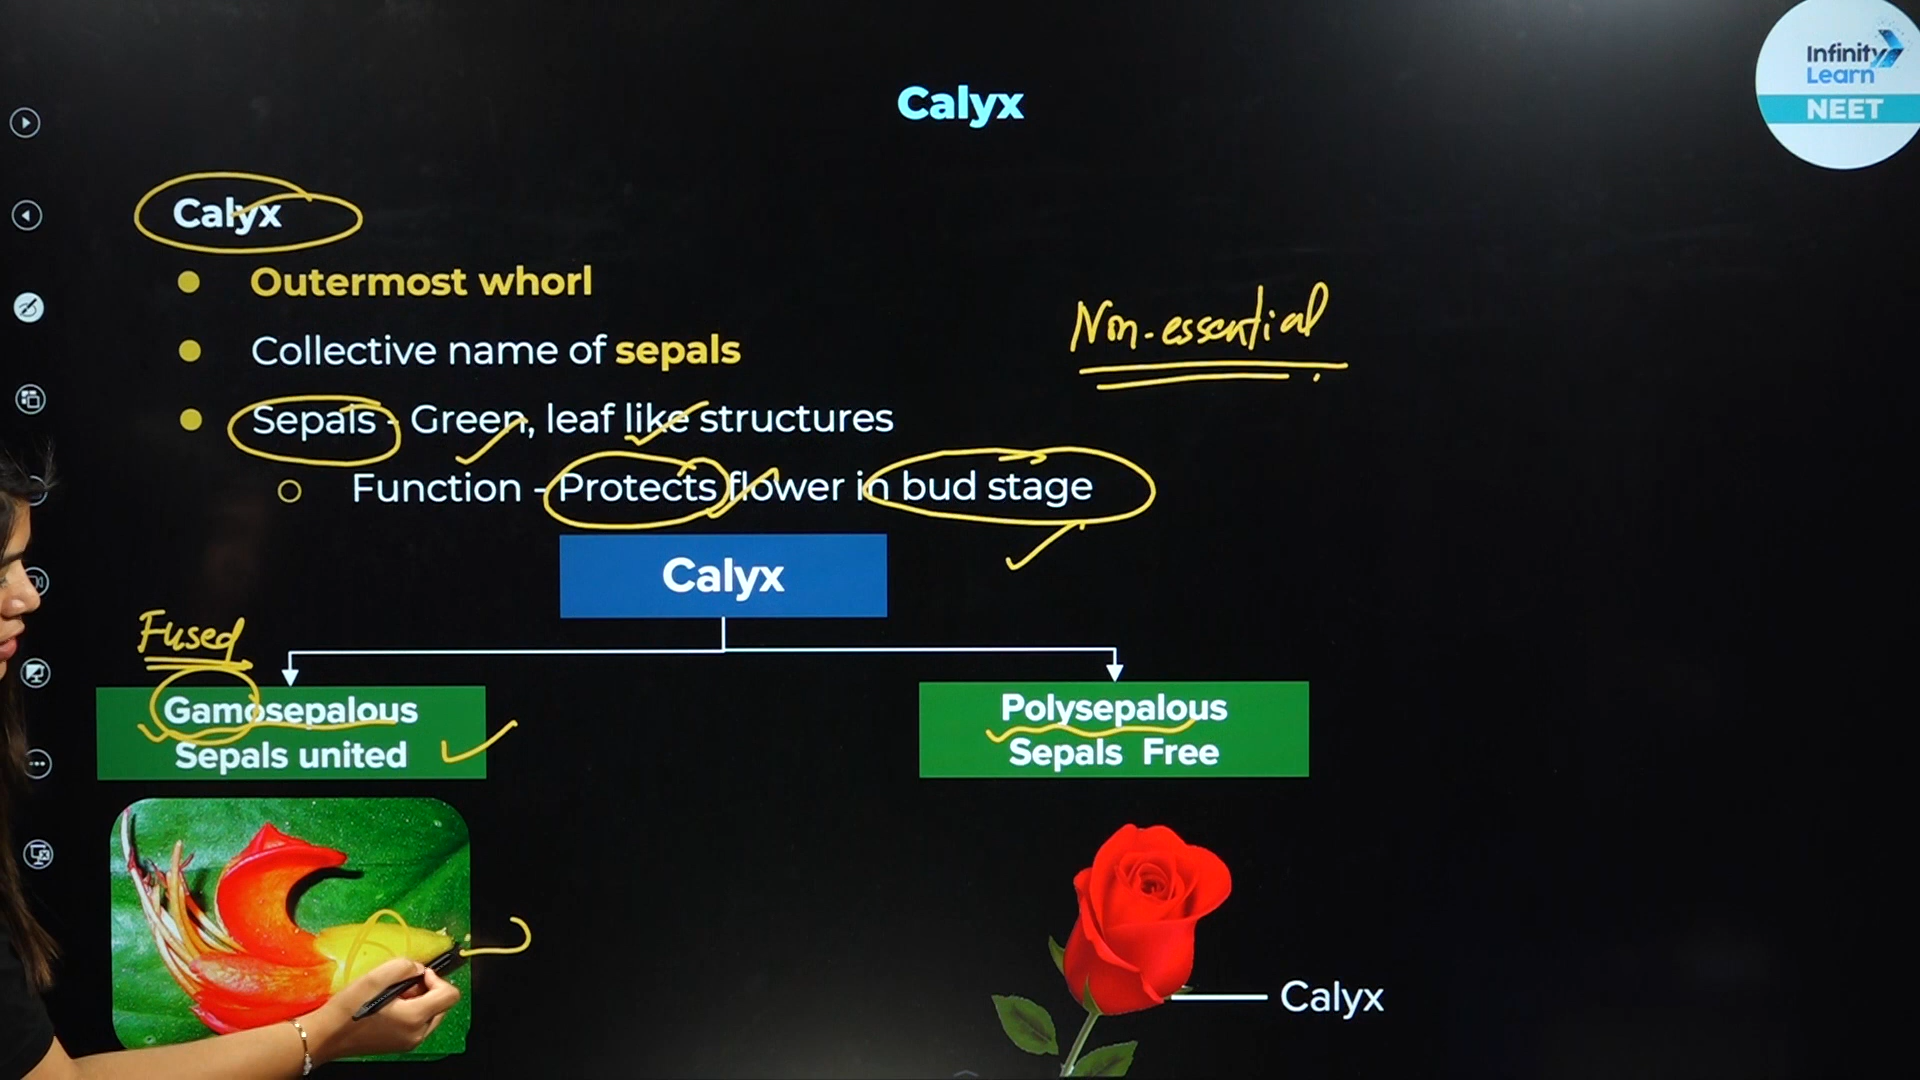 Calyx
Infinity
Learn
NEET
Calyx
Outermost whorl
Collective name of sepals
Non-essential
Sepals - Green, leaf like structures
Function - Protects flower in bud stage
Calyx
Fused
Gamosepalous
Sepals united
Polysepalous
Sepals Free
Calyx